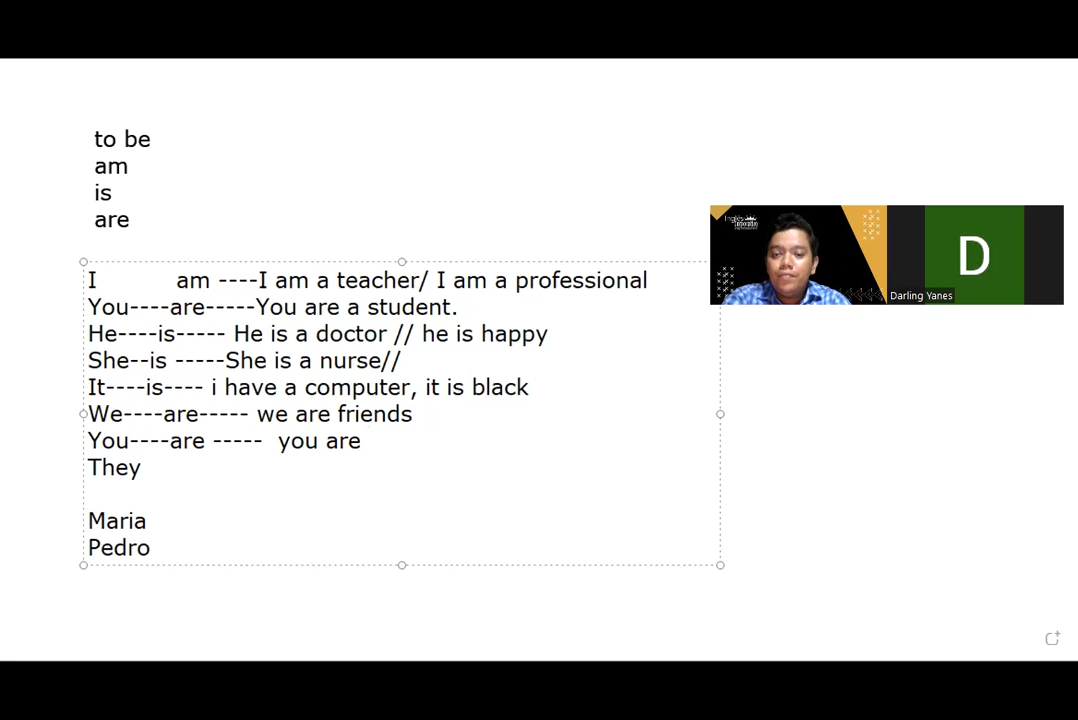 to be
am
is
are
I am ----I am a teacher/ I am a professional
You----are-----You are a student.
He----is----- He is a doctor // he is happy
She--is -----She is a nurse//
It----is---- i have a computer, it is black
We----are----- we are friends
You----are ----- you are
They
Maria
Pedro
Inglés
D
Darling Yanes